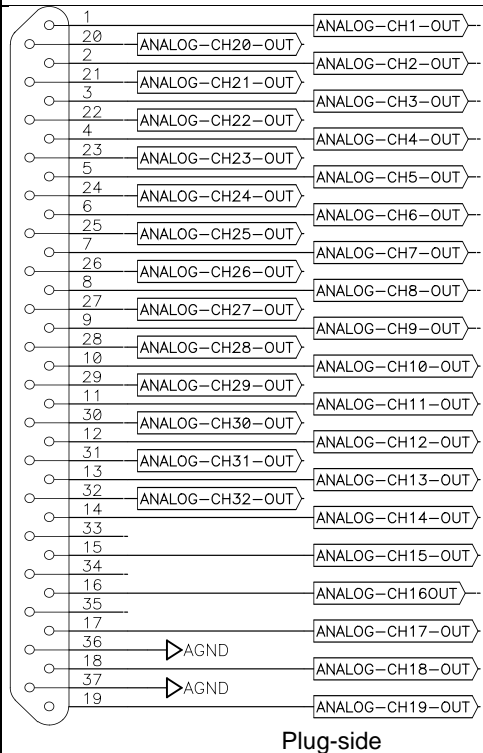 1 ANALOG-CH1-OUT
20 ANALOG-CH20-OUT
2 ANALOG-CH2-OUT
21 ANALOG-CH21-OUT
3 ANALOG-CH3-OUT
22 ANALOG-CH22-OUT
4 ANALOG-CH4-OUT
23 ANALOG-CH23-OUT
5 ANALOG-CH5-OUT
24 ANALOG-CH24-OUT
6 ANALOG-CH6-OUT
25 ANALOG-CH25-OUT
7 ANALOG-CH7-OUT
26 ANALOG-CH26-OUT
8 ANALOG-CH8-OUT
27 ANALOG-CH27-OUT
9 ANALOG-CH9-OUT
28 ANALOG-CH28-OUT
10 ANALOG-CH10-OUT
29 ANALOG-CH29-OUT
11 ANALOG-CH11-OUT
30 ANALOG-CH30-OUT
12 ANALOG-CH12-OUT
31 ANALOG-CH31-OUT
13 ANALOG-CH13-OUT
32 ANALOG-CH32-OUT
14 ANALOG-CH14-OUT
33
15 ANALOG-CH15-OUT
34
16 ANALOG-CH16OUT
35
17 ANALOG-CH17-OUT
36 AGND
18 ANALOG-CH18-OUT
37 AGND
19 ANALOG-CH19-OUT
Plug-side